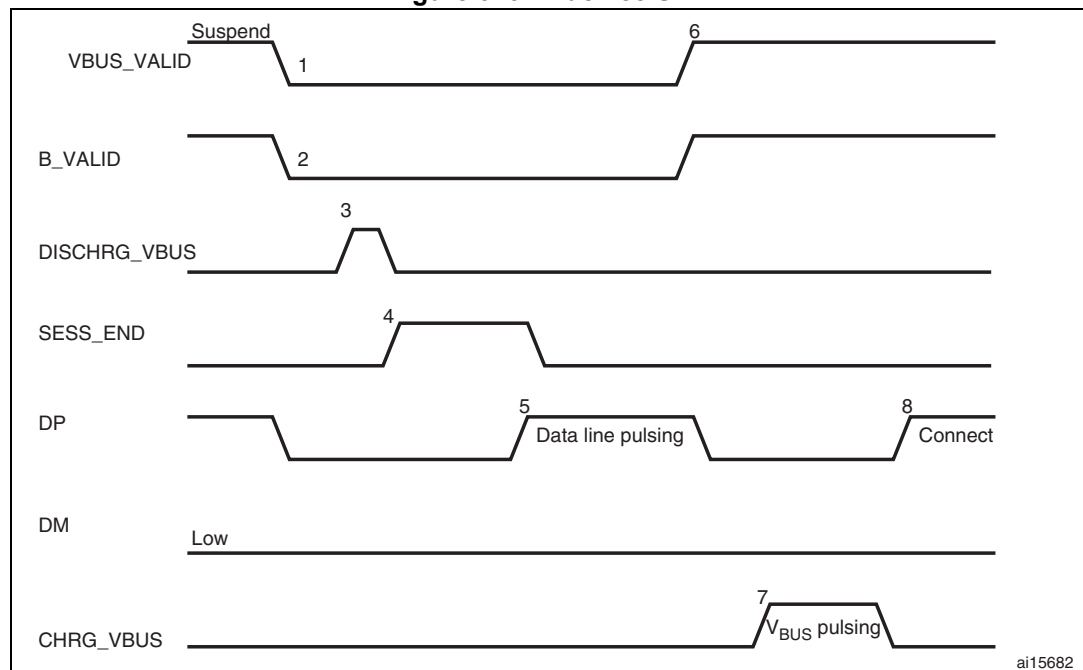 Suspend
6
VBUS_VALID
1
B_VALID
2
3
DISCHRG_VBUS
4
SESS_END
5
8
DP
Data line pulsing
Connect
DM
Low
7
VBUS pulsing
CHRG_VBUS
ai15682